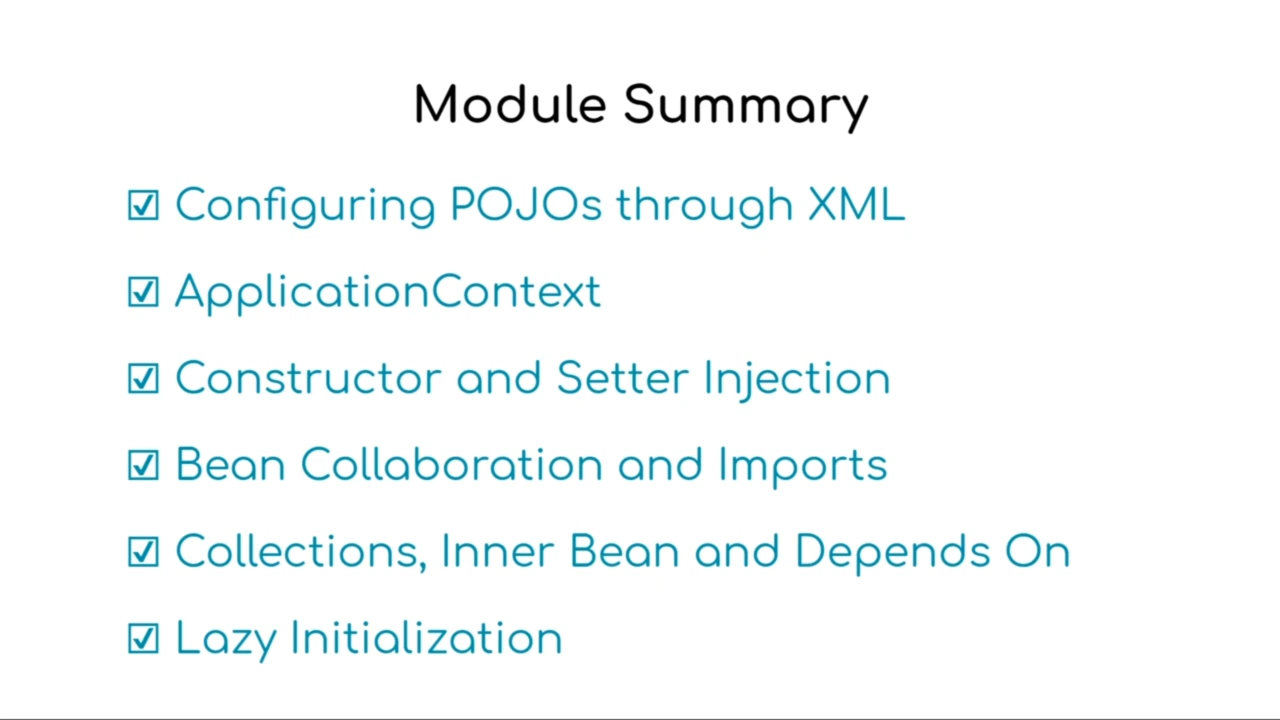 Module Summary
☑ Configuring POJOs through XML
☑ ApplicationContext
☑ Constructor and Setter Injection
☑ Bean Collaboration and Imports
☑ Collections, Inner Bean and Depends On
☑ Lazy Initialization